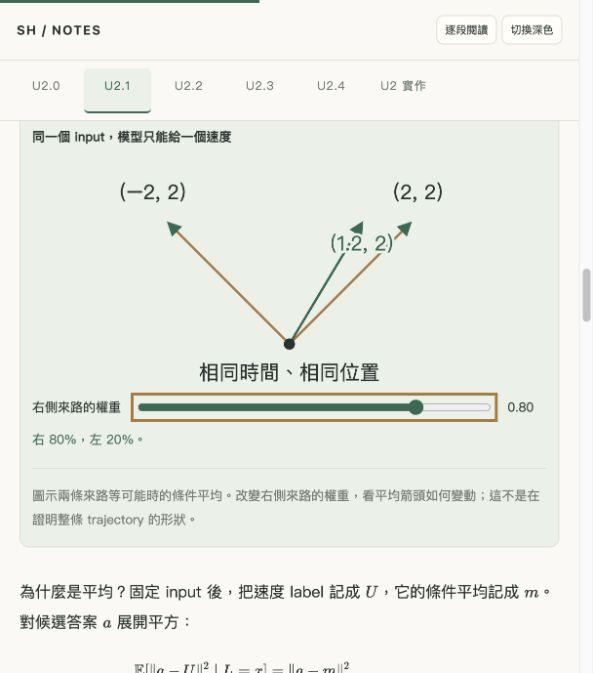 SH / NOTES
逐段閱讀
切換深色
U2.0
U2.1
U2.2
U2.3
U2.4
U2 實作
同一個 input，模型只能給一個速度
(−2, 2)
(2, 2)
(1.2, 2)
相同時間、相同位置
右側來路的權重
0.80
右 80%，左 20%。
圖示兩條來路等可能時的條件平均。改變右側來路的權重，看平均箭頭如何變動；這不是在
證明整條 trajectory 的形狀。
為什麼是平均？固定 input 後，把速度 label 記成 U，它的條件平均記成 m。
對候選答案 a 展開平方：
𝔼[‖a − U‖² | L = x] = ‖a − m‖²